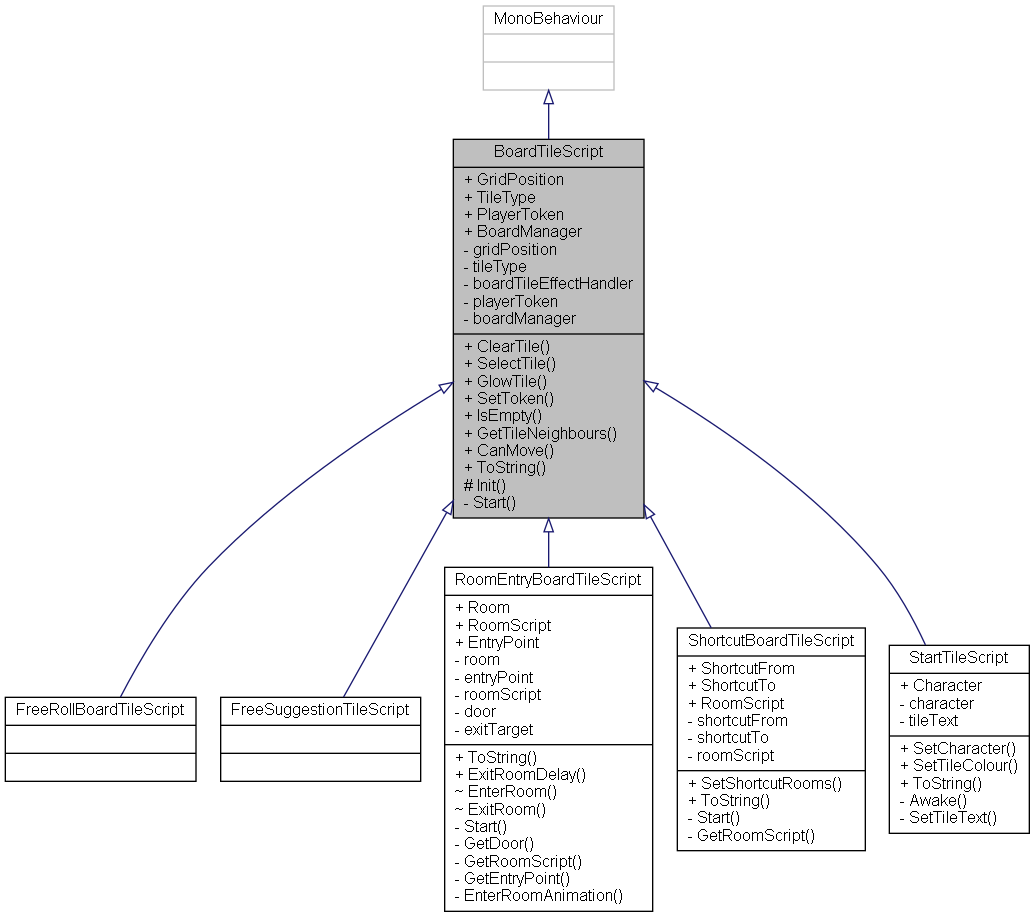 MonoBehaviour
BoardTileScript
+ GridPosition
+ TileType
+ PlayerToken
+ BoardManager
- gridPosition
- tileType
- boardTileEffectHandler
- playerToken
- boardManager
+ ClearTile()
+ SelectTile()
+ GlowTile()
+ SetToken()
+ IsEmpty()
+ GetTileNeighbours()
+ CanMove()
+ ToString()
# Init()
- Start()
FreeRollBoardTileScript
FreeSuggestionTileScript
RoomEntryBoardTileScript
+ Room
+ RoomScript
+ EntryPoint
- room
- entryPoint
- roomScript
- door
- exitTarget
+ ToString()
+ ExitRoomDelay()
~ EnterRoom()
~ ExitRoom()
- Start()
- GetDoor()
- GetRoomScript()
- GetEntryPoint()
- EnterRoomAnimation()
ShortcutBoardTileScript
+ ShortcutFrom
+ ShortcutTo
+ RoomScript
- shortcutFrom
- shortcutTo
- roomScript
+ SetShortcutRooms()
+ ToString()
- Start()
- GetRoomScript()
StartTileScript
+ Character
- character
- tileText
+ SetCharacter()
+ SetTileColour()
+ ToString()
- Awake()
- SetTileText()